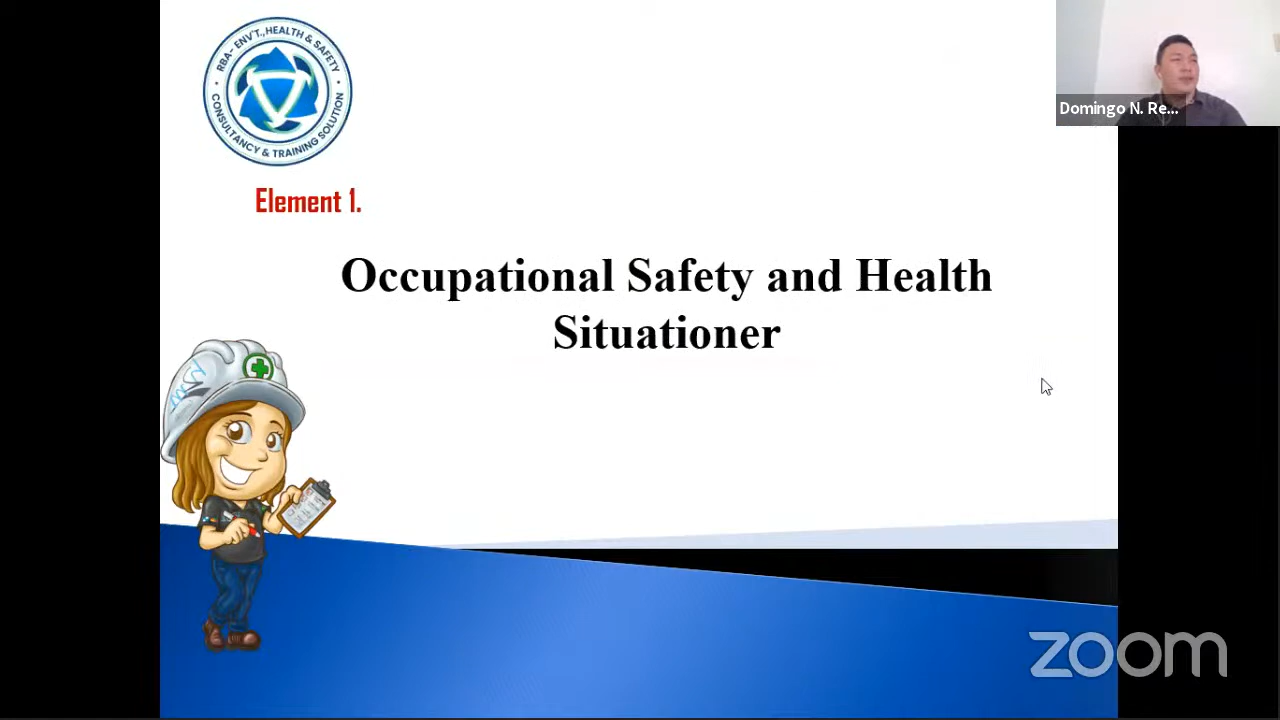 RBA- ENV'T., HEALTH & SAFETY
CONSULTANCY & TRAINING SOLUTION
Domingo N. Re...
Element 1.
Occupational Safety and Health
Situationer
zoom